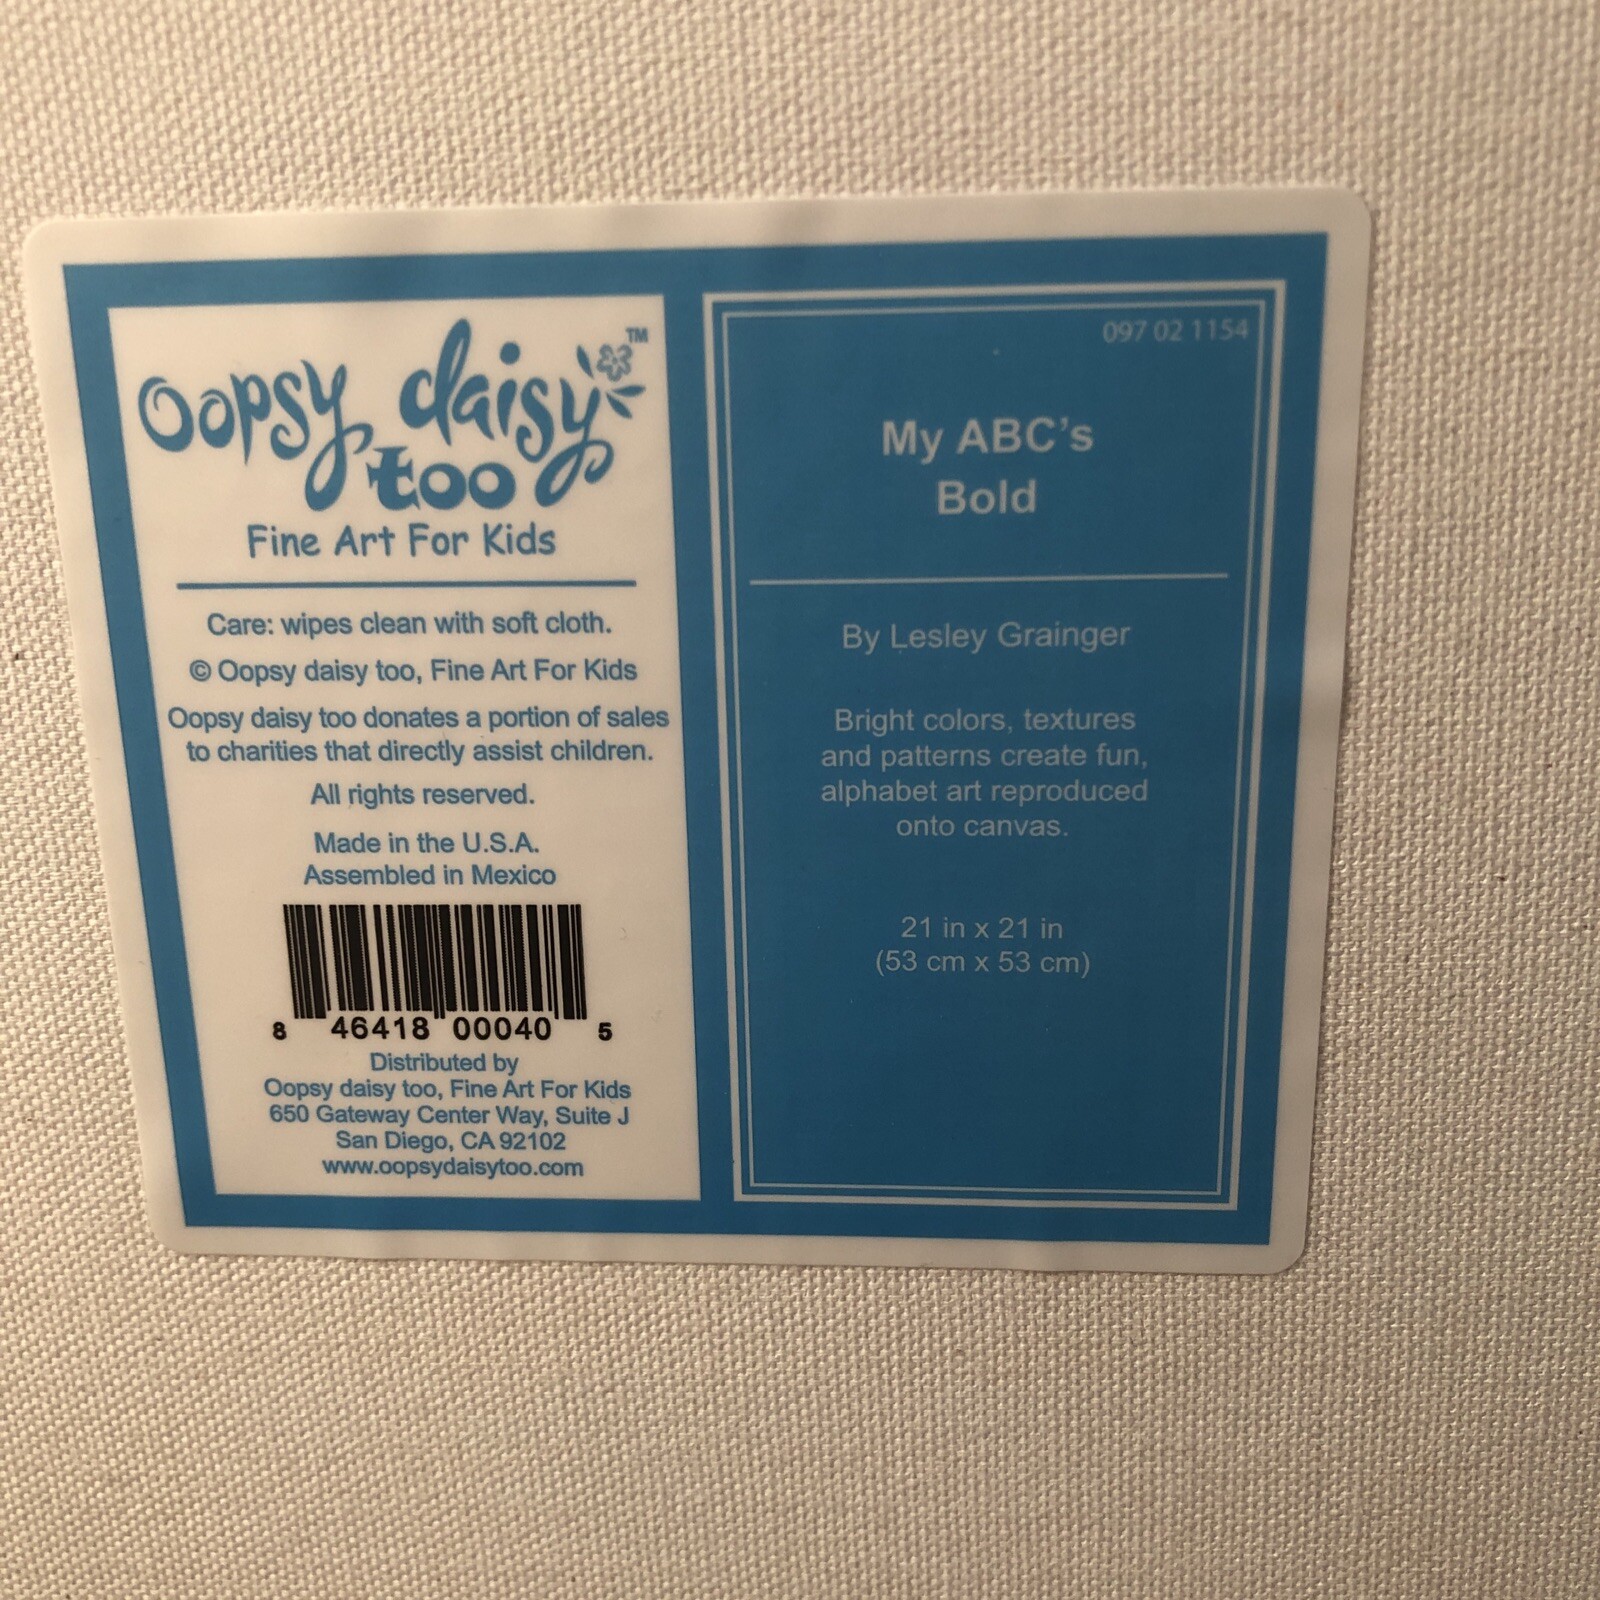 Oopsy daisy™
too
Fine Art For Kids
Care: wipes clean with soft cloth.
© Oopsy daisy too, Fine Art For Kids
Oopsy daisy too donates a portion of sales
to charities that directly assist children.
All rights reserved.
Made in the U.S.A.
Assembled in Mexico
8 46418 00040 5
Distributed by
Oopsy daisy too, Fine Art For Kids
650 Gateway Center Way, Suite J
San Diego, CA 92102
www.oopsydaisytoo.com
097 02 1154
My ABC's
Bold
By Lesley Grainger
Bright colors, textures
and patterns create fun,
alphabet art reproduced
onto canvas.
21 in x 21 in
(53 cm x 53 cm)